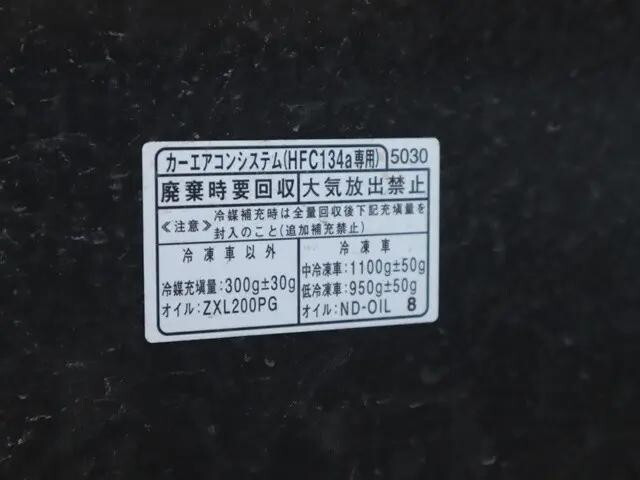 カーエアコンシステム(HFC134a専用) 5030
廃棄時要回収 大気放出禁止
≪注意≫ 冷媒補充時は全量回収後下記充填量を
封入のこと(追加補充禁止)
冷凍車以外
冷媒充填量:300g±30g
オイル:ZXL200PG
冷凍車
中冷凍車:1100g±50g
低冷凍車:950g±50g
オイル:ND-OIL 8